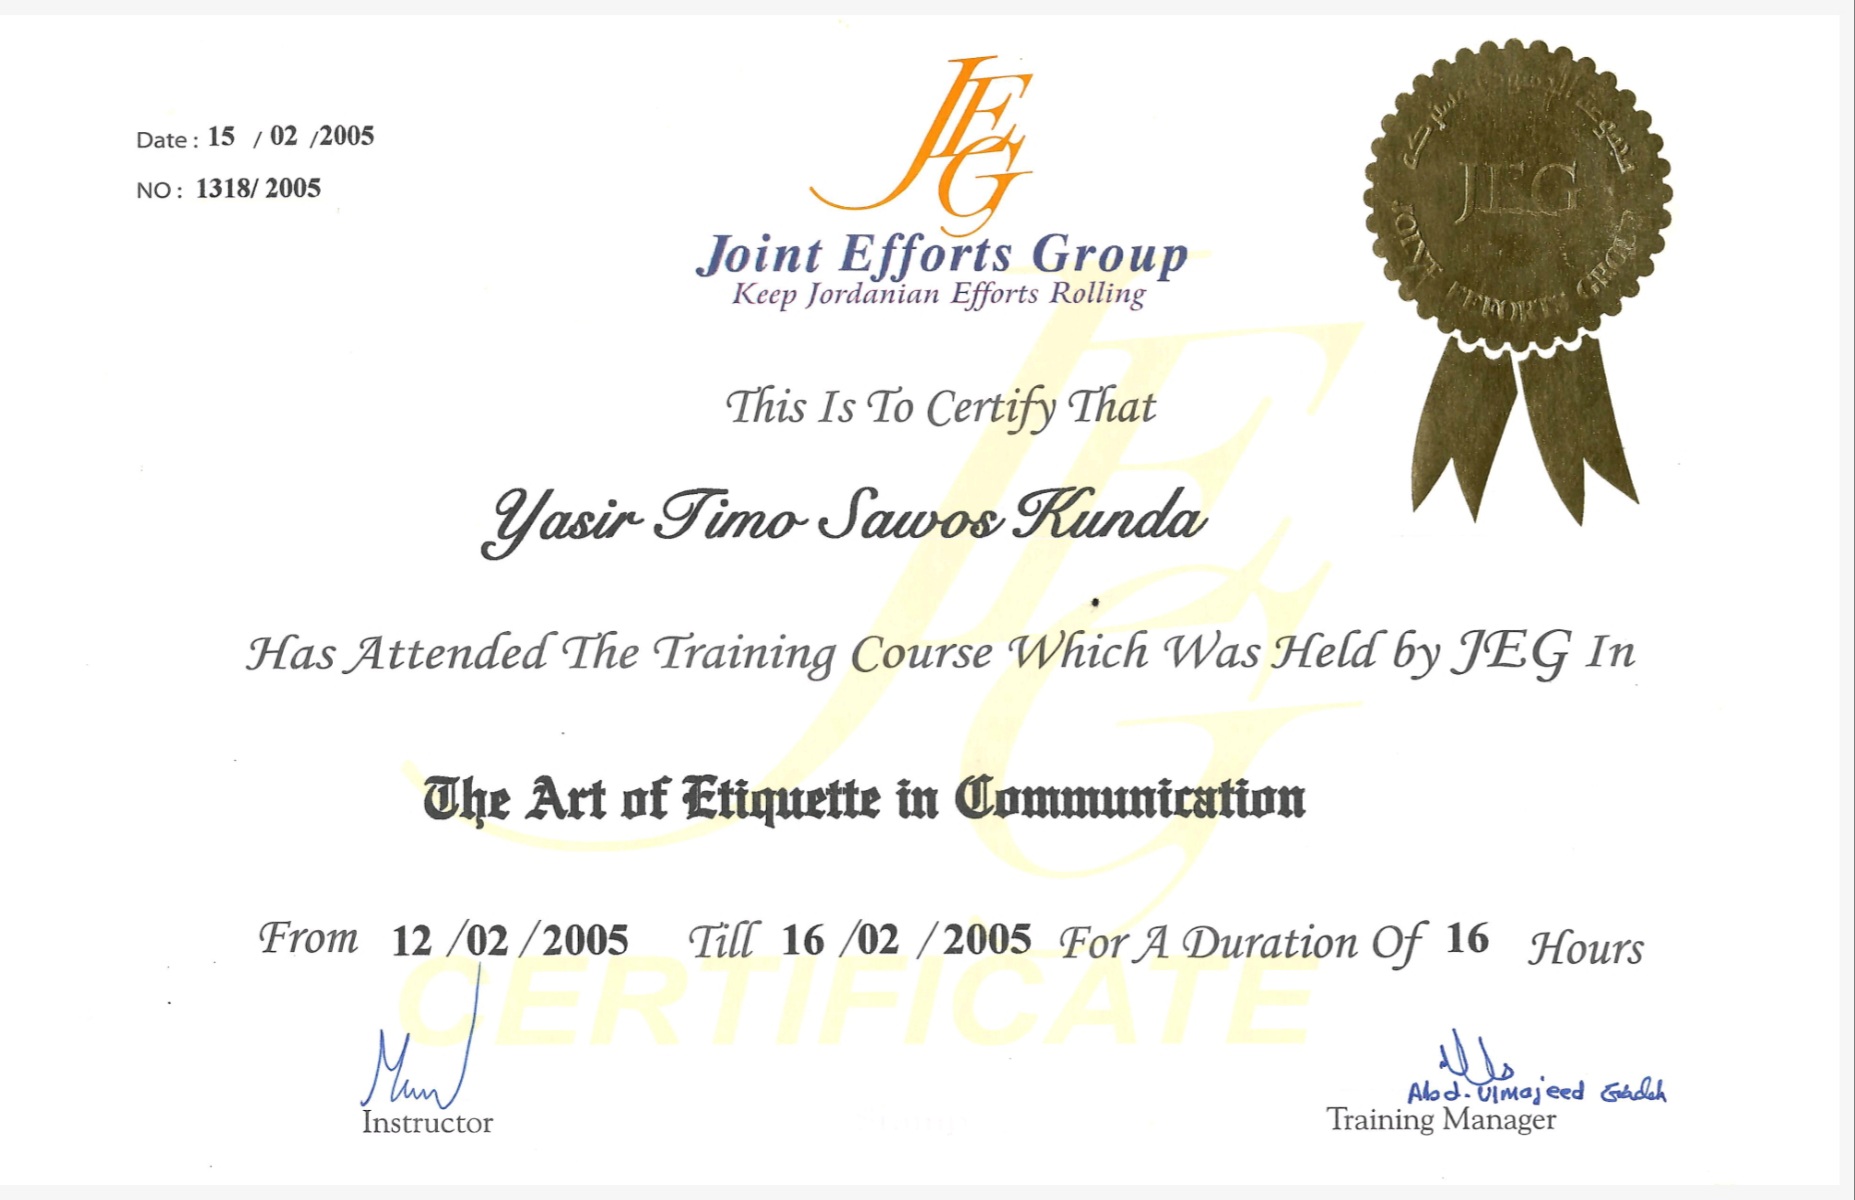 Date : 15 / 02 /2005
NO : 1318/ 2005
JEG
Joint Efforts Group
Keep Jordanian Efforts Rolling
JEG
JOINT EFFORTS GROUP
This Is To Certify That
Yasir Timo Sawos Kunda
Has Attended The Training Course Which Was Held by JEG In
The Art of Etiquette in Communication
From 12 /02 /2005 Till 16 /02 /2005 For A Duration Of 16 Hours
CERTIFICATE
Abd-Ulmajeed
Instructor
Training Manager